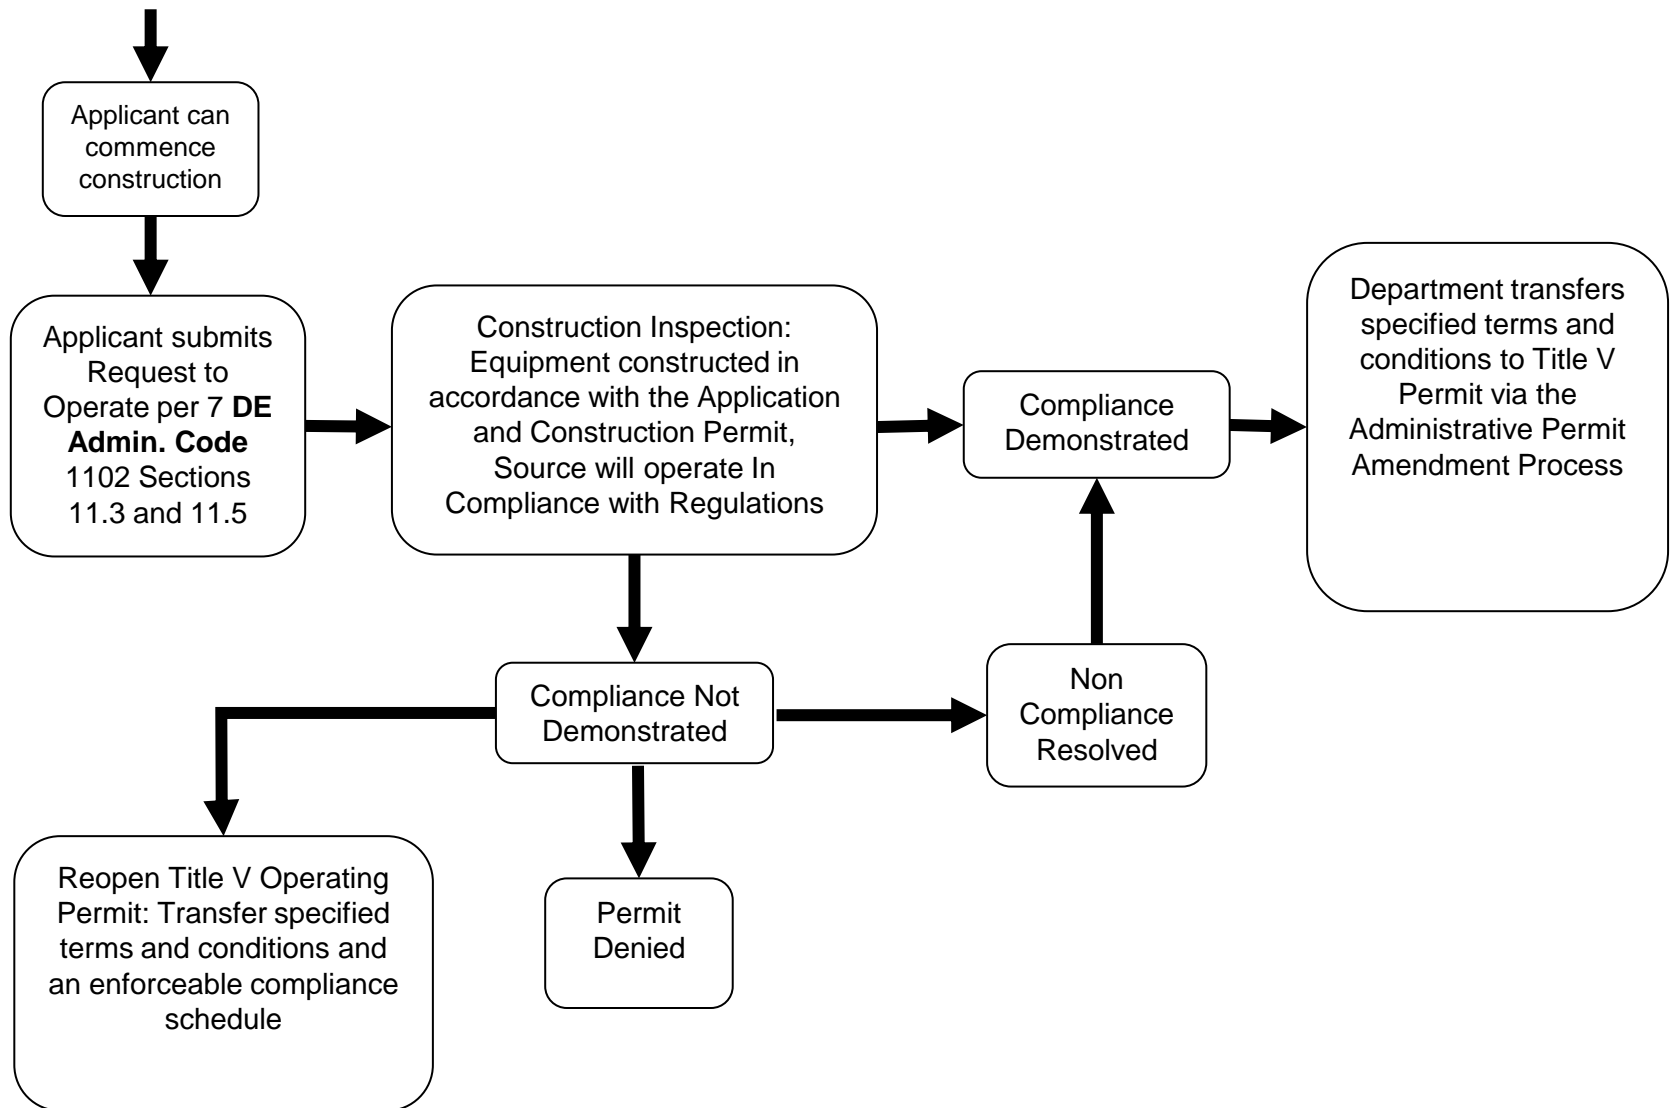 Applicant can
commence
construction
Applicant submits
Request to
Operate per 7 DE
Admin. Code
1102 Sections
11.3 and 11.5
Construction Inspection:
Equipment constructed in
accordance with the Application
and Construction Permit,
Source will operate In
Compliance with Regulations
Compliance
Demonstrated
Department transfers
specified terms and
conditions to Title V
Permit via the
Administrative Permit
Amendment Process
Compliance Not
Demonstrated
Non
Compliance
Resolved
Reopen Title V Operating
Permit: Transfer specified
terms and conditions and
an enforceable compliance
schedule
Permit
Denied